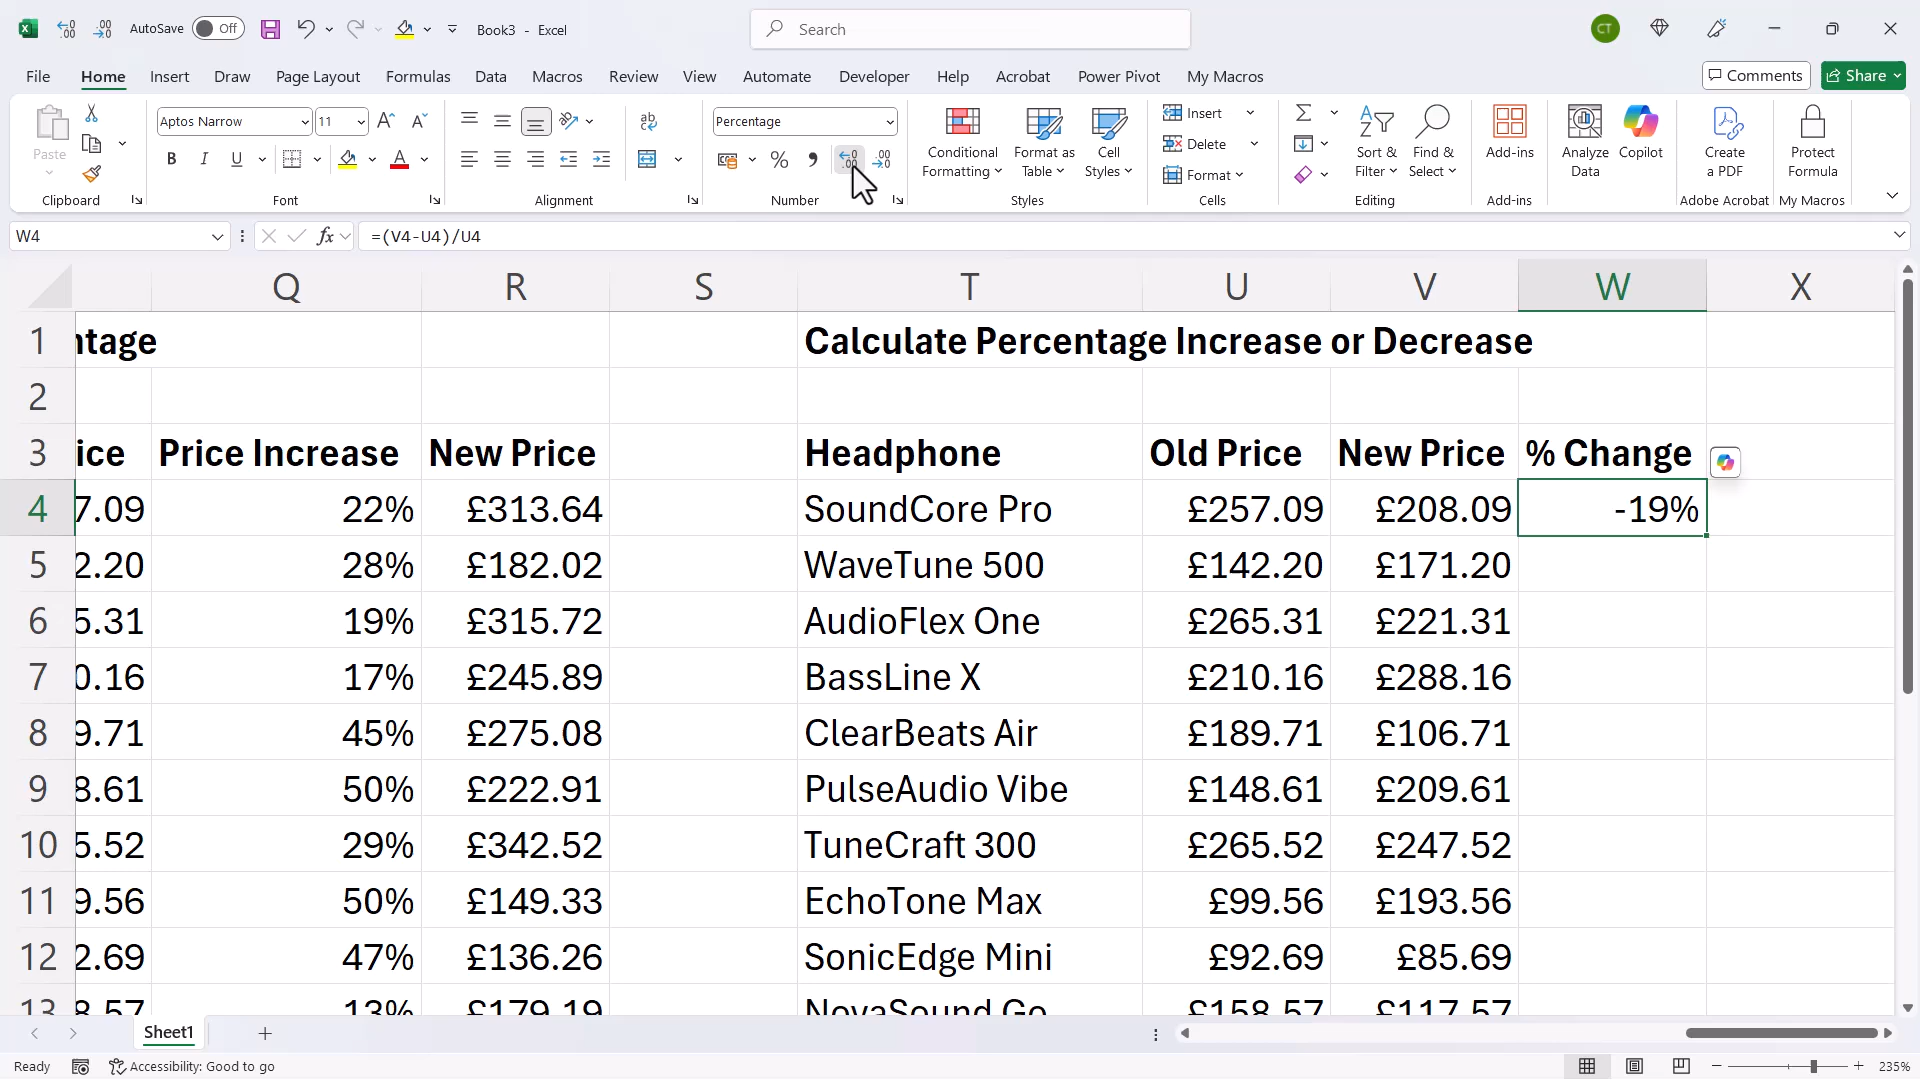 AutoSave Off Book3 - Excel Search CT
File Home Insert Draw Page Layout Formulas Data Macros Review View Automate Developer Help Acrobat Power Pivot My Macros Comments Share
Paste Aptos Narrow 11 Percentage Conditional Formatting Format as Table Cell Styles Insert Delete Format Sort & Filter Find & Select Add-ins Analyze Data Copilot Create a PDF Protect Formula
Clipboard Font Alignment Number Styles Cells Editing Add-ins Adobe Acrobat My Macros
W4 fx =(V4-U4)/U4
Q R S T U V W X
1 ntage Calculate Percentage Increase or Decrease
2
3 ice Price Increase New Price Headphone Old Price New Price % Change
4 7.09 22% £313.64 SoundCore Pro £257.09 £208.09 -19%
5 2.20 28% £182.02 WaveTune 500 £142.20 £171.20
6 5.31 19% £315.72 AudioFlex One £265.31 £221.31
7 0.16 17% £245.89 BassLine X £210.16 £288.16
8 9.71 45% £275.08 ClearBeats Air £189.71 £106.71
9 8.61 50% £222.91 PulseAudio Vibe £148.61 £209.61
10 5.52 29% £342.52 TuneCraft 300 £265.52 £247.52
11 9.56 50% £149.33 EchoTone Max £99.56 £193.56
12 2.69 47% £136.26 SonicEdge Mini £92.69 £85.69
13 8.57 13% £179.19 NovaSound Go £158.57 £117.57
Sheet1
Ready Accessibility: Good to go 235%